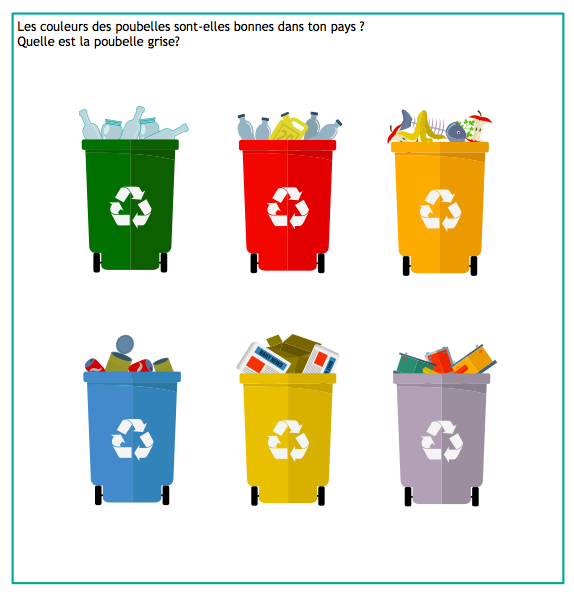 Les couleurs des poubelles sont-elles bonnes dans ton pays ?
Quelle est la poubelle grise?